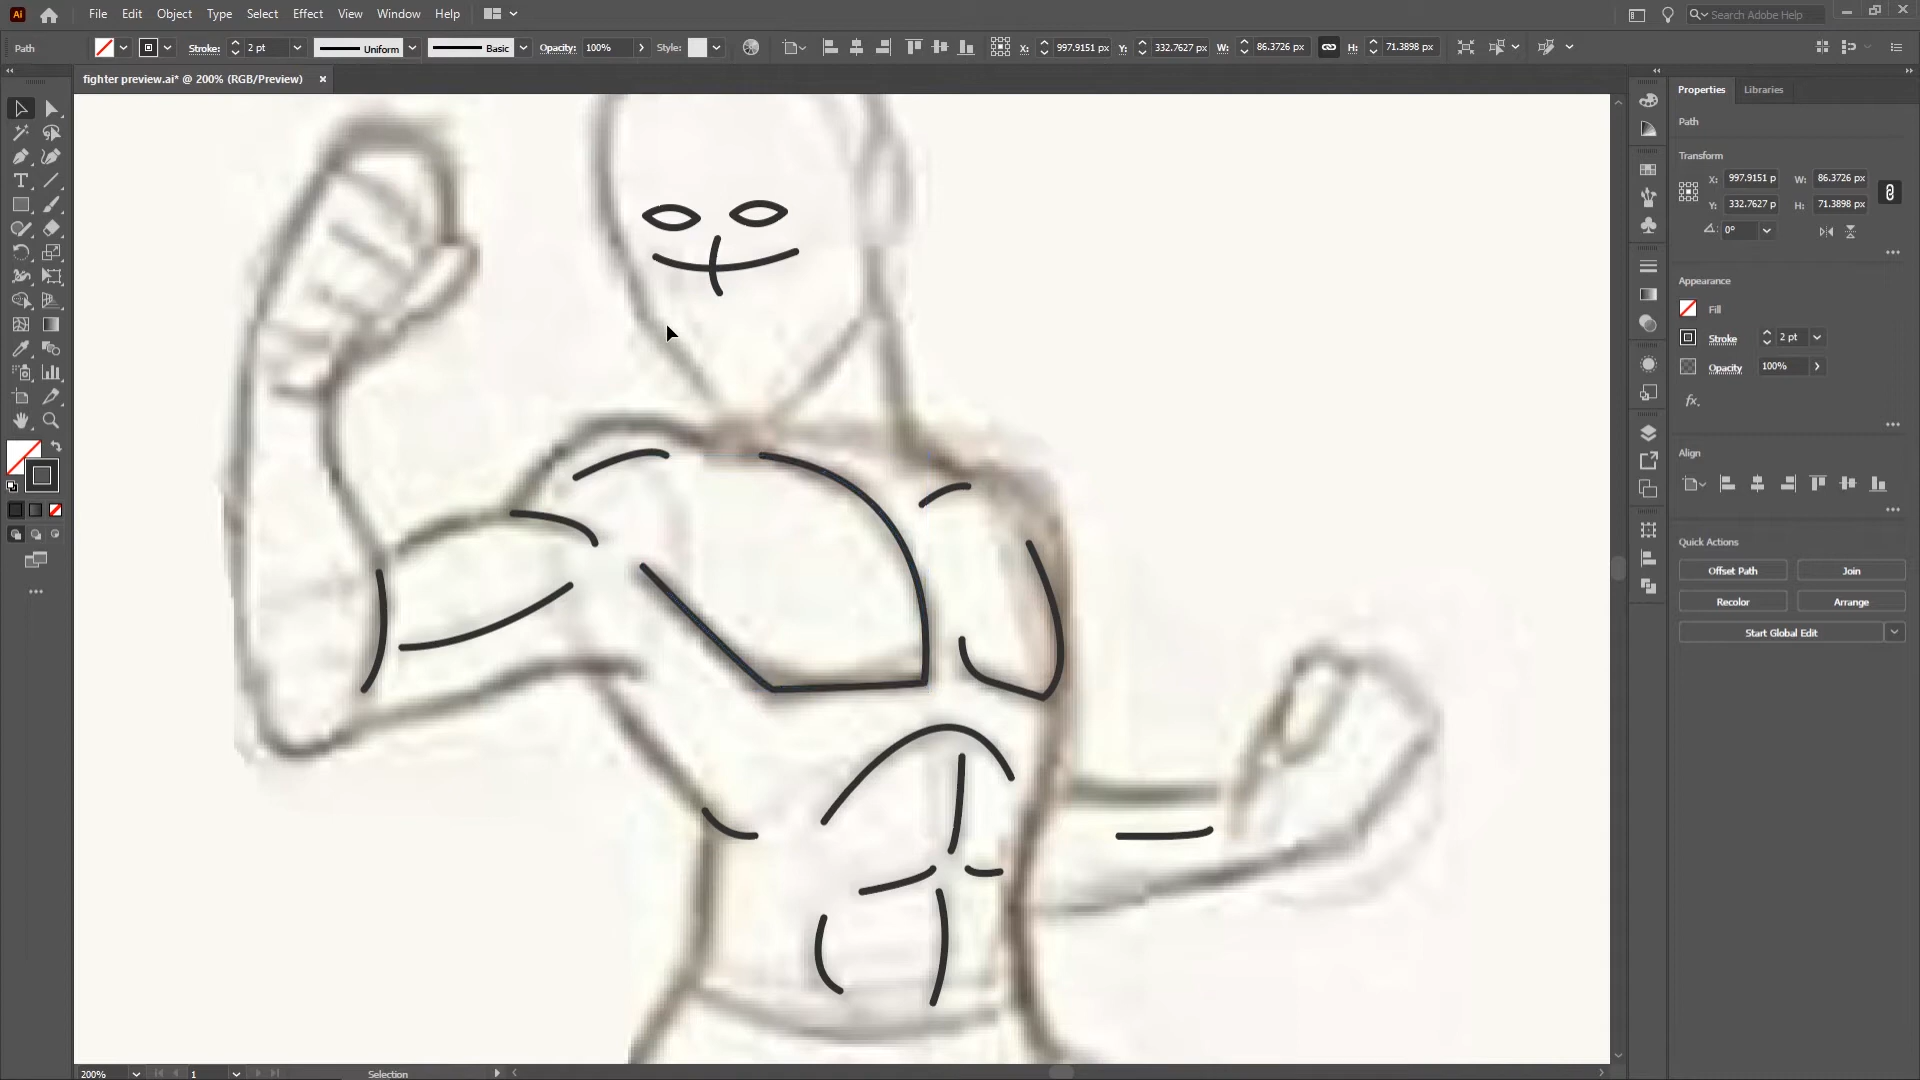 Ai File Edit Object Type Select Effect View Window Help Search Adobe Help
Path Stroke: 2 pt Uniform Basic Opacity: 100% Style: X: 997.9151 px Y: 332.7627 px W: 86.3726 px H: 71.3898 px
fighter preview.ai* @ 200% (RGB/Preview) ×
Properties Libraries
Path
Transform
X: 997.9151 p W: 86.3726 px
Y: 332.7627 p H: 71.3898 px
0°
Appearance
Fill
Stroke 2 pt
Opacity 100%
fx.
Align
Quick Actions
Offset Path Join
Recolor Arrange
Start Global Edit
200% 1 Selection